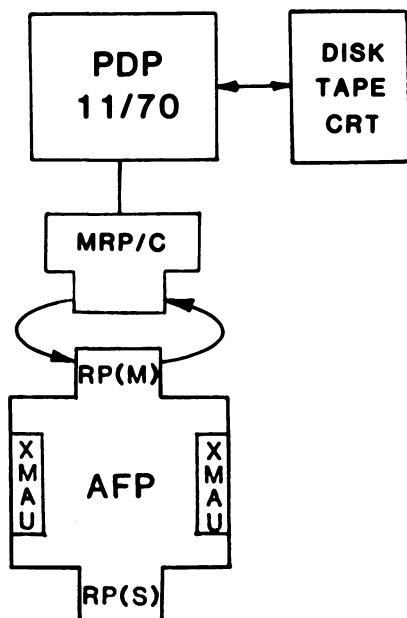 PDP
11/70
DISK
TAPE
CRT
MRP/C
RP(M)
XMAU
AFP
XMAU
RP(S)